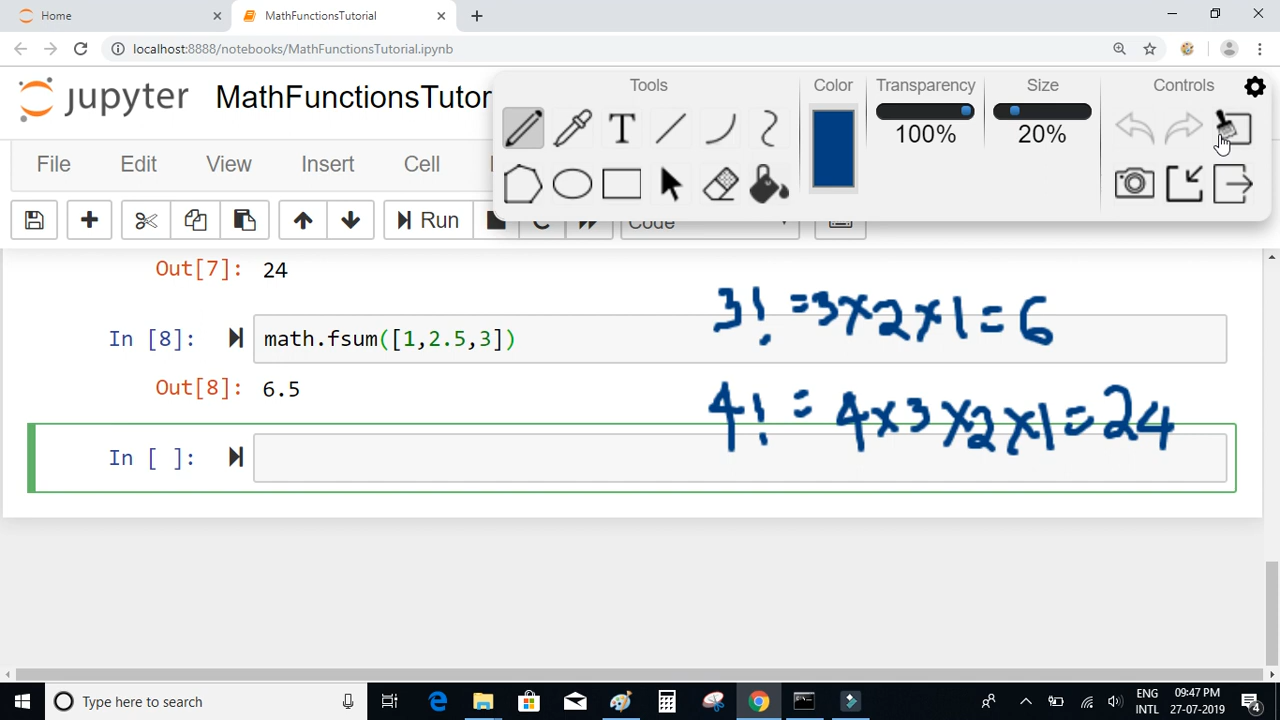 Home
MathFunctionsTutorial
localhost:8888/notebooks/MathFunctionsTutorial.ipynb
jupyter MathFunctionsTutor
Tools Color Transparency Size Controls
100% 20%
File Edit View Insert Cell
Run Code
Out[7]: 24
3! = 3×2×1 = 6
In [8]: math.fsum([1,2.5,3])
Out[8]: 6.5
4! = 4×3×2×1 = 24
In [ ]:
Type here to search
ENG 09:47 PM
INTL 27-07-2019
4